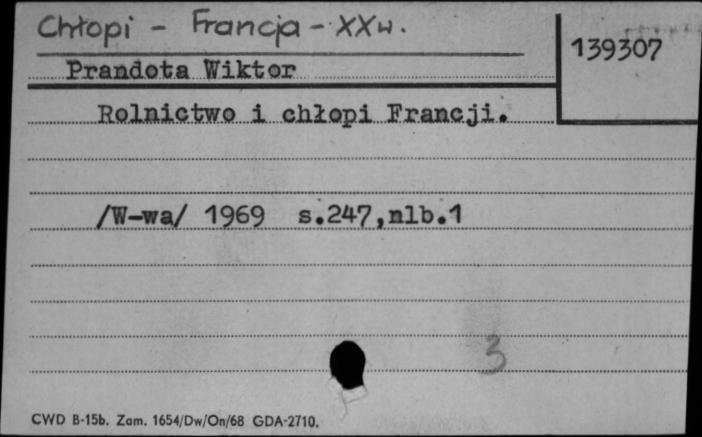 Chłopi - Francja - XX w.
139307
Prandota Wiktor
Rolnictwo i chłopi Francji.
/W-wa/ 1969 s.247,nlb.1
3
CWD B-15b. Zam. 1654/Dw/On/68 GDA-2710.